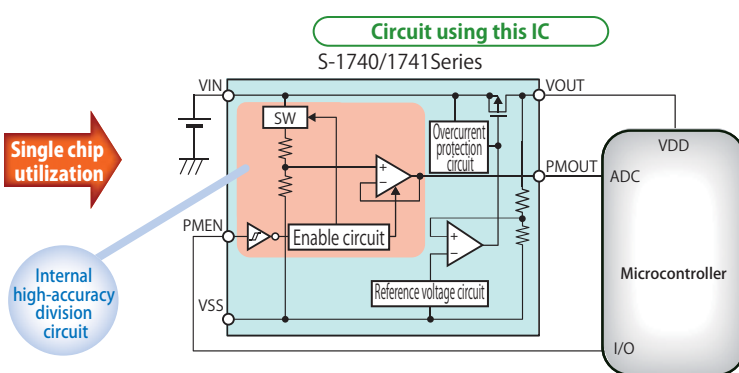 Circuit using this IC
S-1740/1741Series
VIN
VOUT
SW
Overcurrent
protection
circuit
VDD
Single chip
utilization
+
−
PMOUT
ADC
PMEN
Enable circuit
+
−
Microcontroller
Internal
high-accuracy
division
circuit
Reference voltage circuit
VSS
I/O